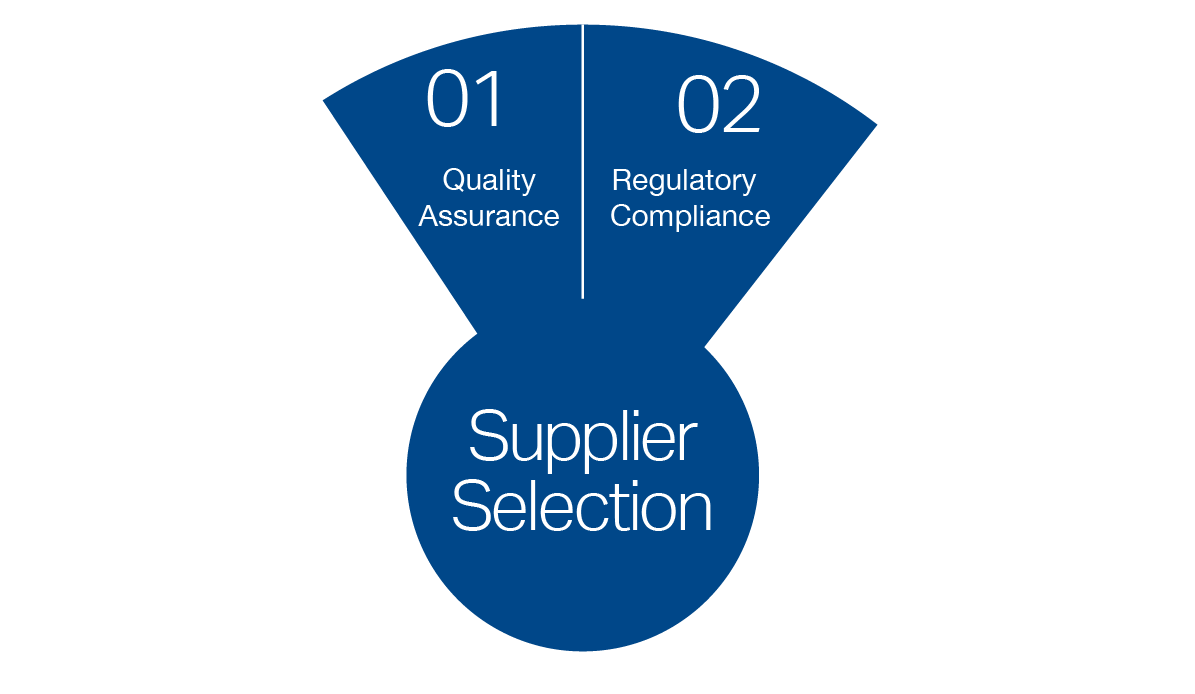 01
Quality
Assurance
02
Regulatory
Compliance
Supplier
Selection